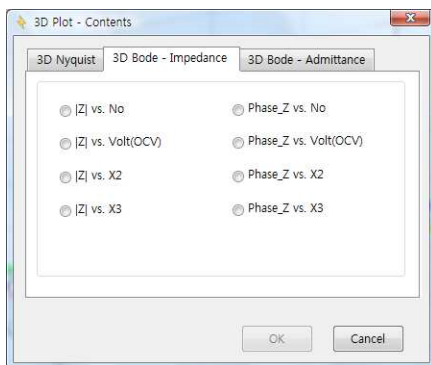 3D Plot - Contents
3D Nyquist 3D Bode - Impedance 3D Bode - Admittance
|Z| vs. No Phase_Z vs. No
|Z| vs. Volt(OCV) Phase_Z vs. Volt(OCV)
|Z| vs. X2 Phase_Z vs. X2
|Z| vs. X3 Phase_Z vs. X3
OK Cancel